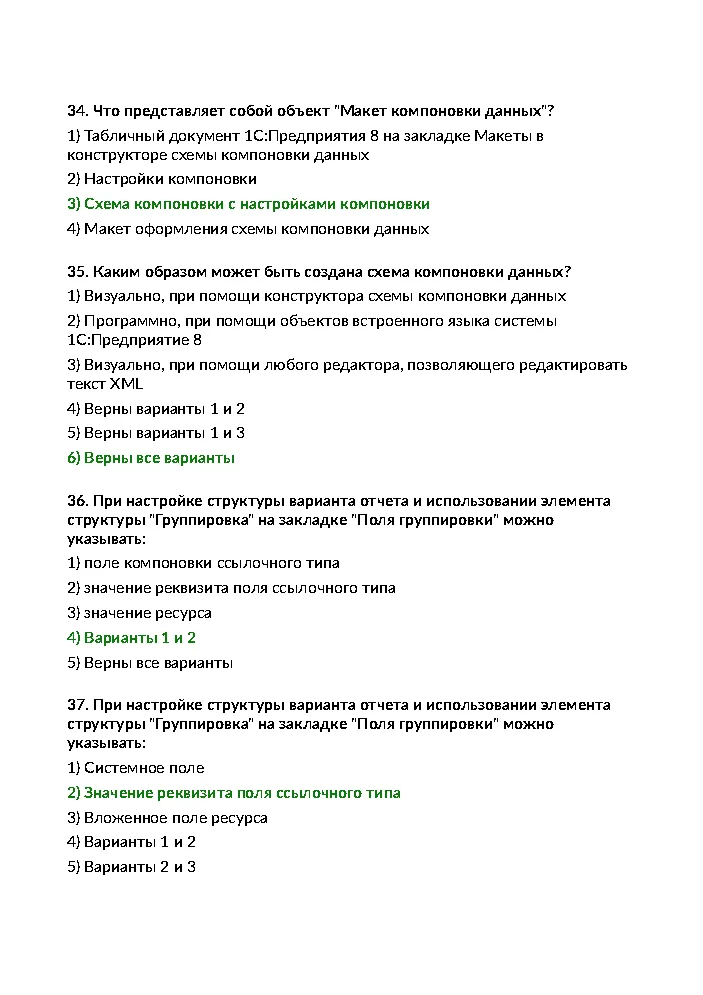 34. Что представляет собой объект "Макет компоновки данных"?
1) Табличный документ 1С:Предприятия 8 на закладке Макеты в
конструкторе схемы компоновки данных
2) Настройки компоновки
3) Схема компоновки с настройками компоновки
4) Макет оформления схемы компоновки данных
35. Каким образом может быть создана схема компоновки данных?
1) Визуально, при помощи конструктора схемы компоновки данных
2) Программно, при помощи объектов встроенного языка системы
1С:Предприятие 8
3) Визуально, при помощи любого редактора, позволяющего редактировать
текст XML
4) Верны варианты 1 и 2
5) Верны варианты 1 и 3
6) Верны все варианты
36. При настройке структуры варианта отчета и использовании элемента
структуры "Группировка" на закладке "Поля группировки" можно
указывать:
1) поле компоновки ссылочного типа
2) значение реквизита поля ссылочного типа
3) значение ресурса
4) Варианты 1 и 2
5) Верны все варианты
37. При настройке структуры варианта отчета и использовании элемента
структуры "Группировка" на закладке "Поля группировки" можно
указывать:
1) Системное поле
2) Значение реквизита поля ссылочного типа
3) Вложенное поле ресурса
4) Варианты 1 и 2
5) Варианты 2 и 3